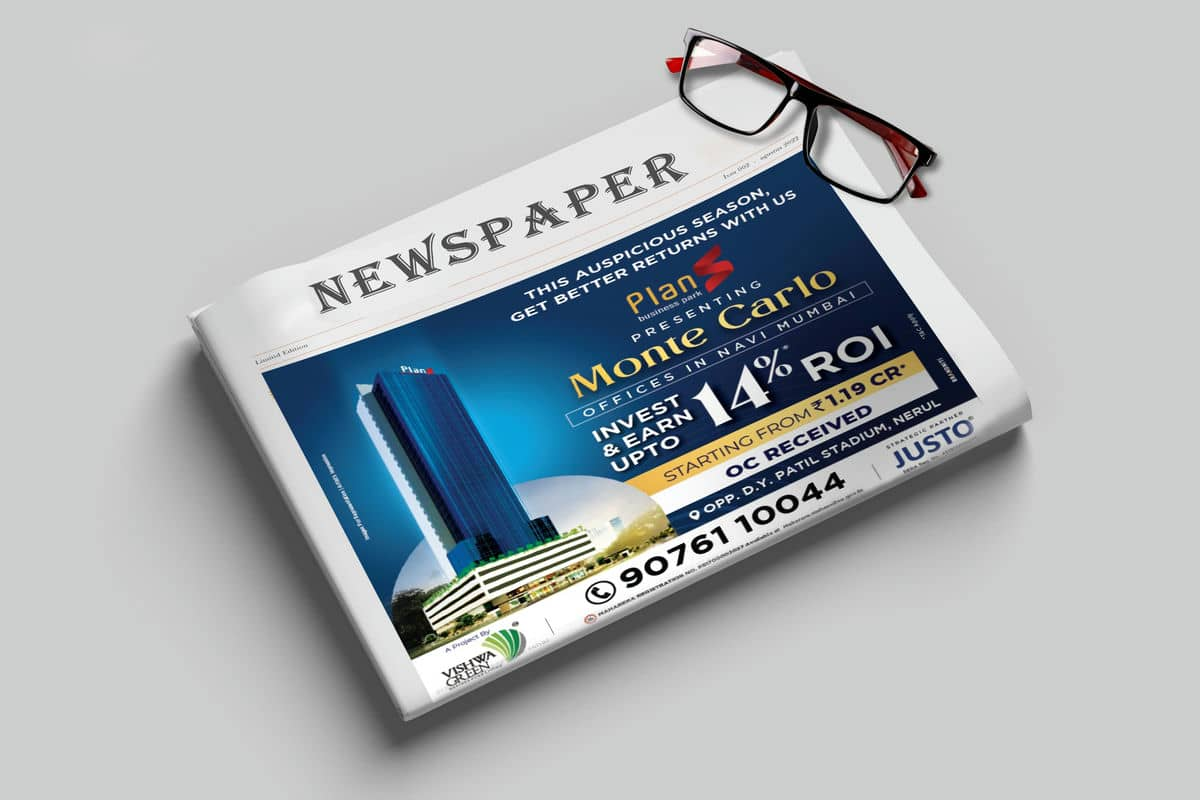 NEWSPAPER
Limited Edition
THIS AUSPICIOUS SEASON,
GET BETTER RETURNS WITH US
Plan S
business park
PRESENTING
Monte Carlo
OFFICES IN NAVI MUMBAI
INVEST
& EARN
UPTO
14%* ROI
STARTING FROM ₹ 1.19 CR*
OC RECEIVED
OPP. D.Y. PATIL STADIUM, NERUL
90761 10044
Plan S
A Project By
VISHWA
GREEN
STRATEGIC PARTNER
JUSTO®